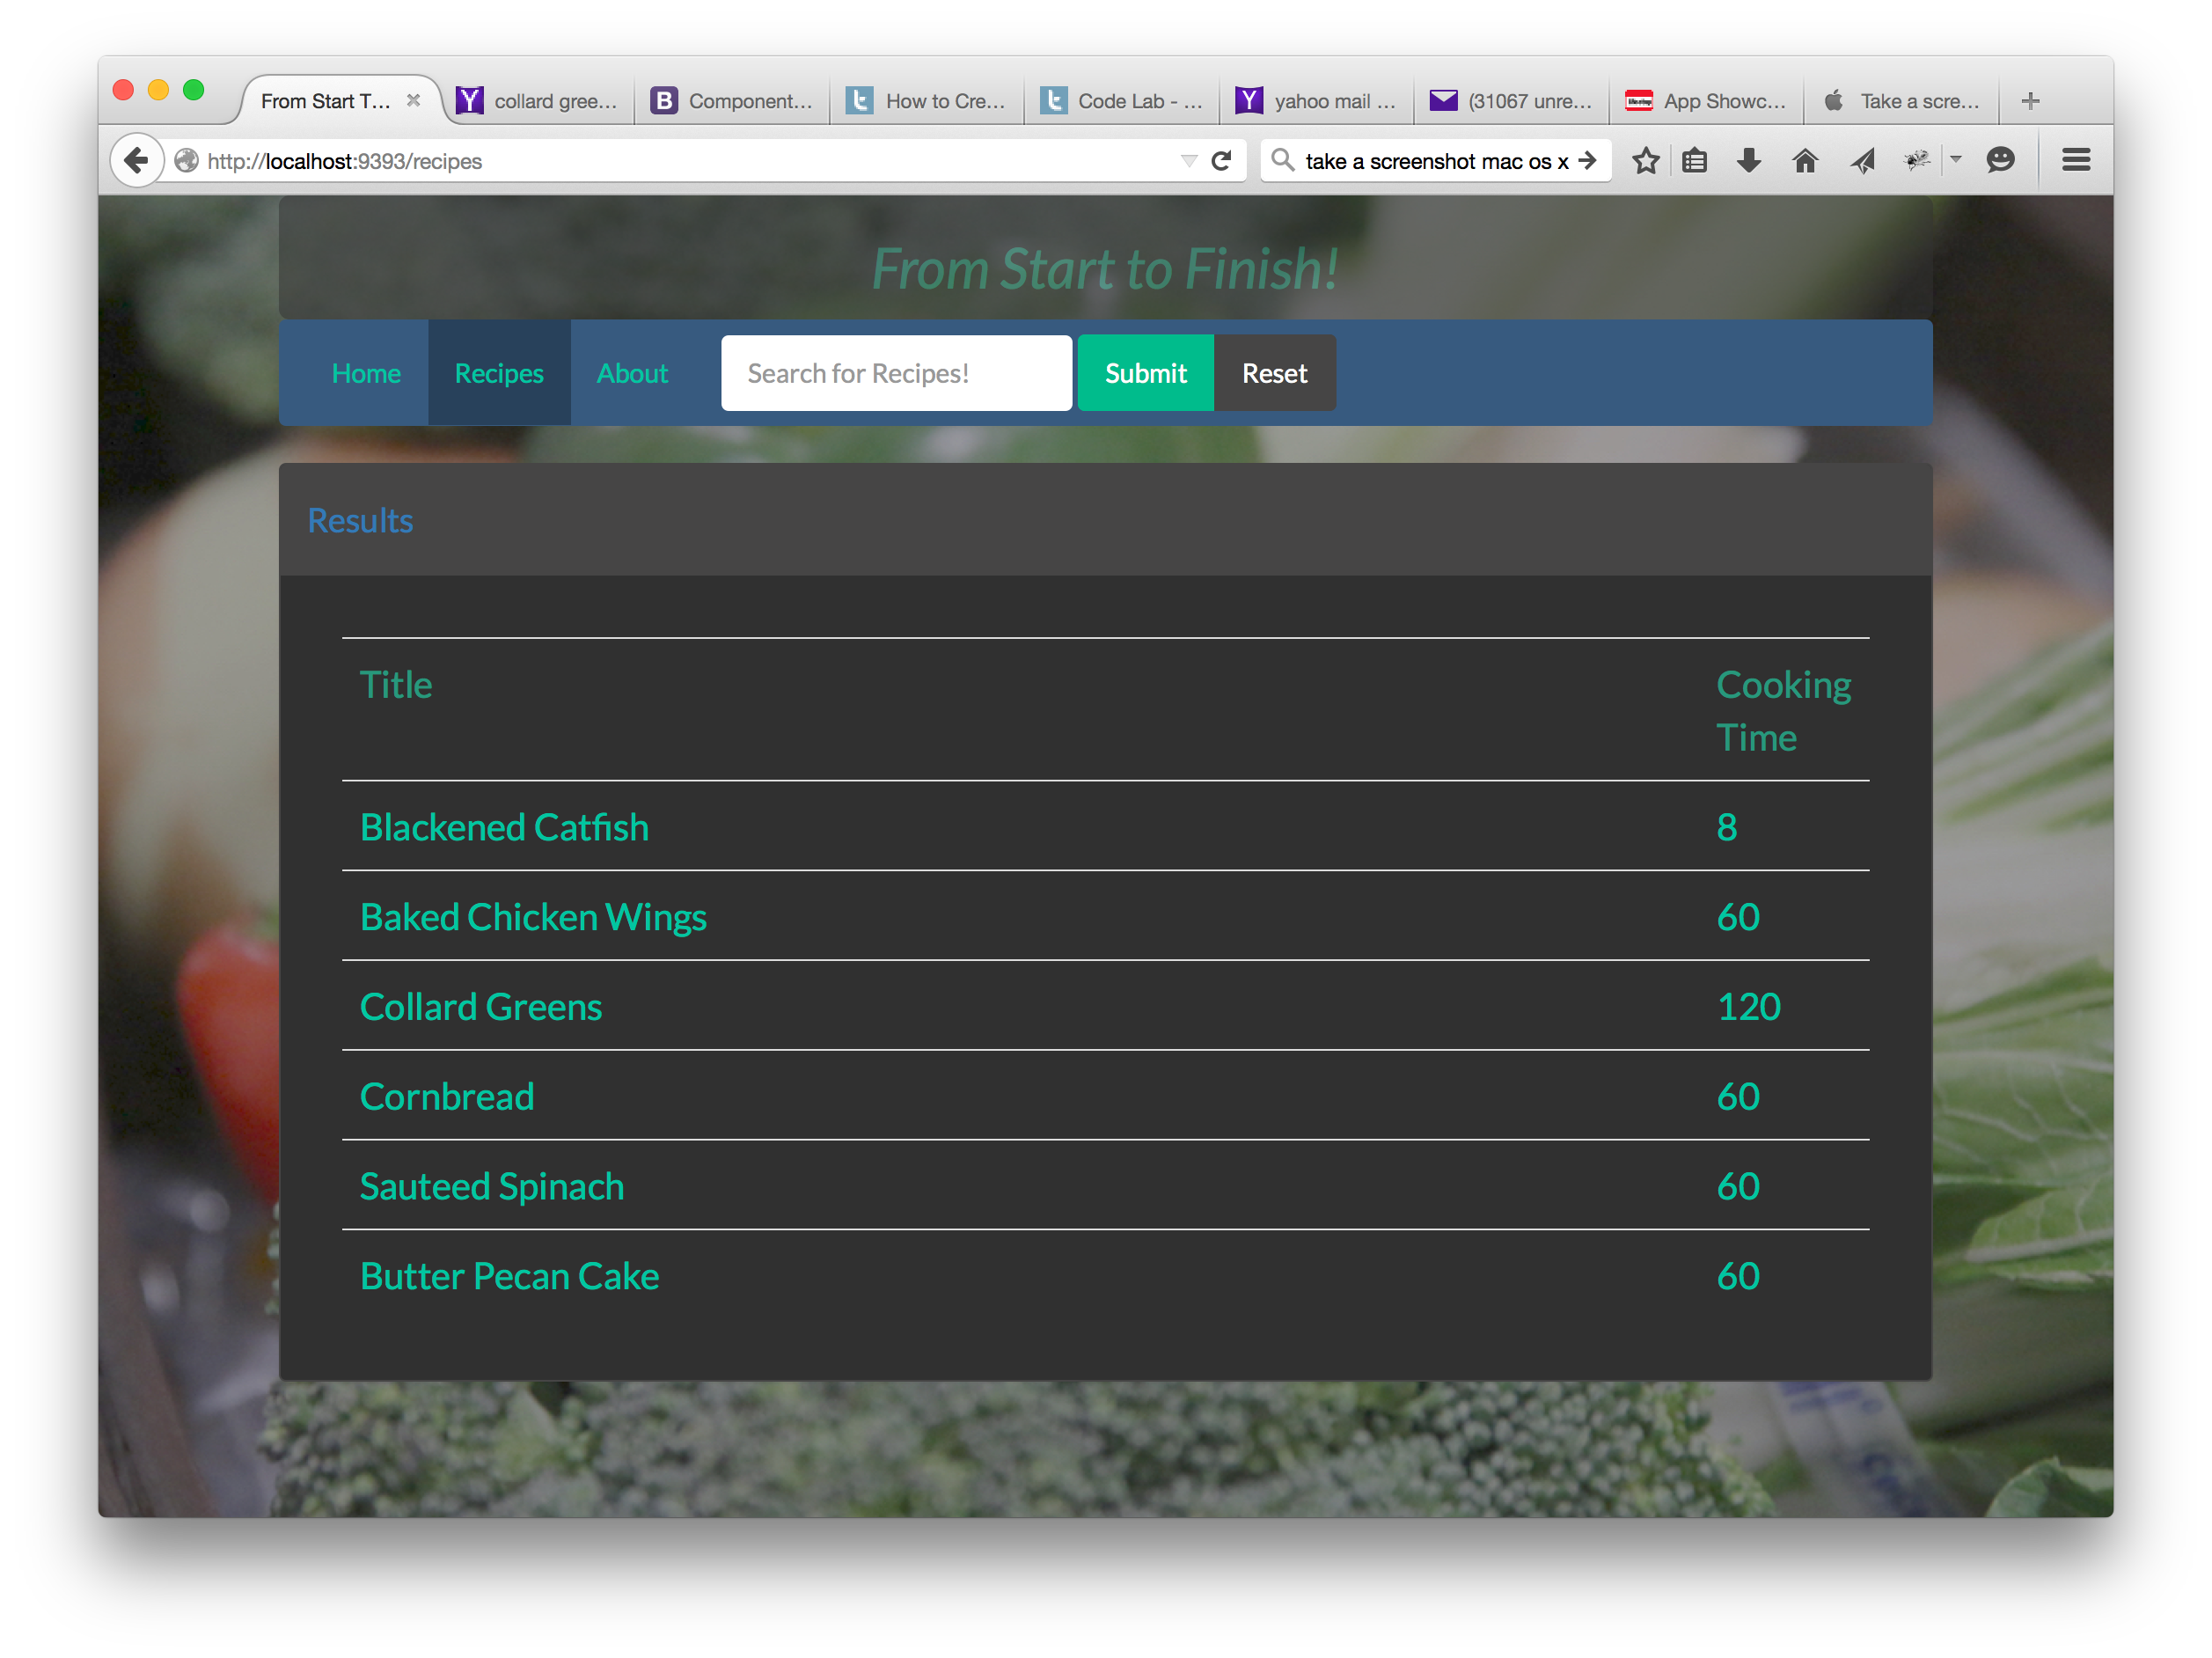 From Start T...
collard gree...
Component...
How to Cre...
Code Lab - ...
yahoo mail ...
(31067 unre...
App Showc...
Take a scre...
http://localhost:9393/recipes
take a screenshot mac os x
From Start to Finish!
Home Recipes About Search for Recipes! Submit Reset
Results
Title Cooking
Time
Blackened Catfish 8
Baked Chicken Wings 60
Collard Greens 120
Cornbread 60
Sauteed Spinach 60
Butter Pecan Cake 60